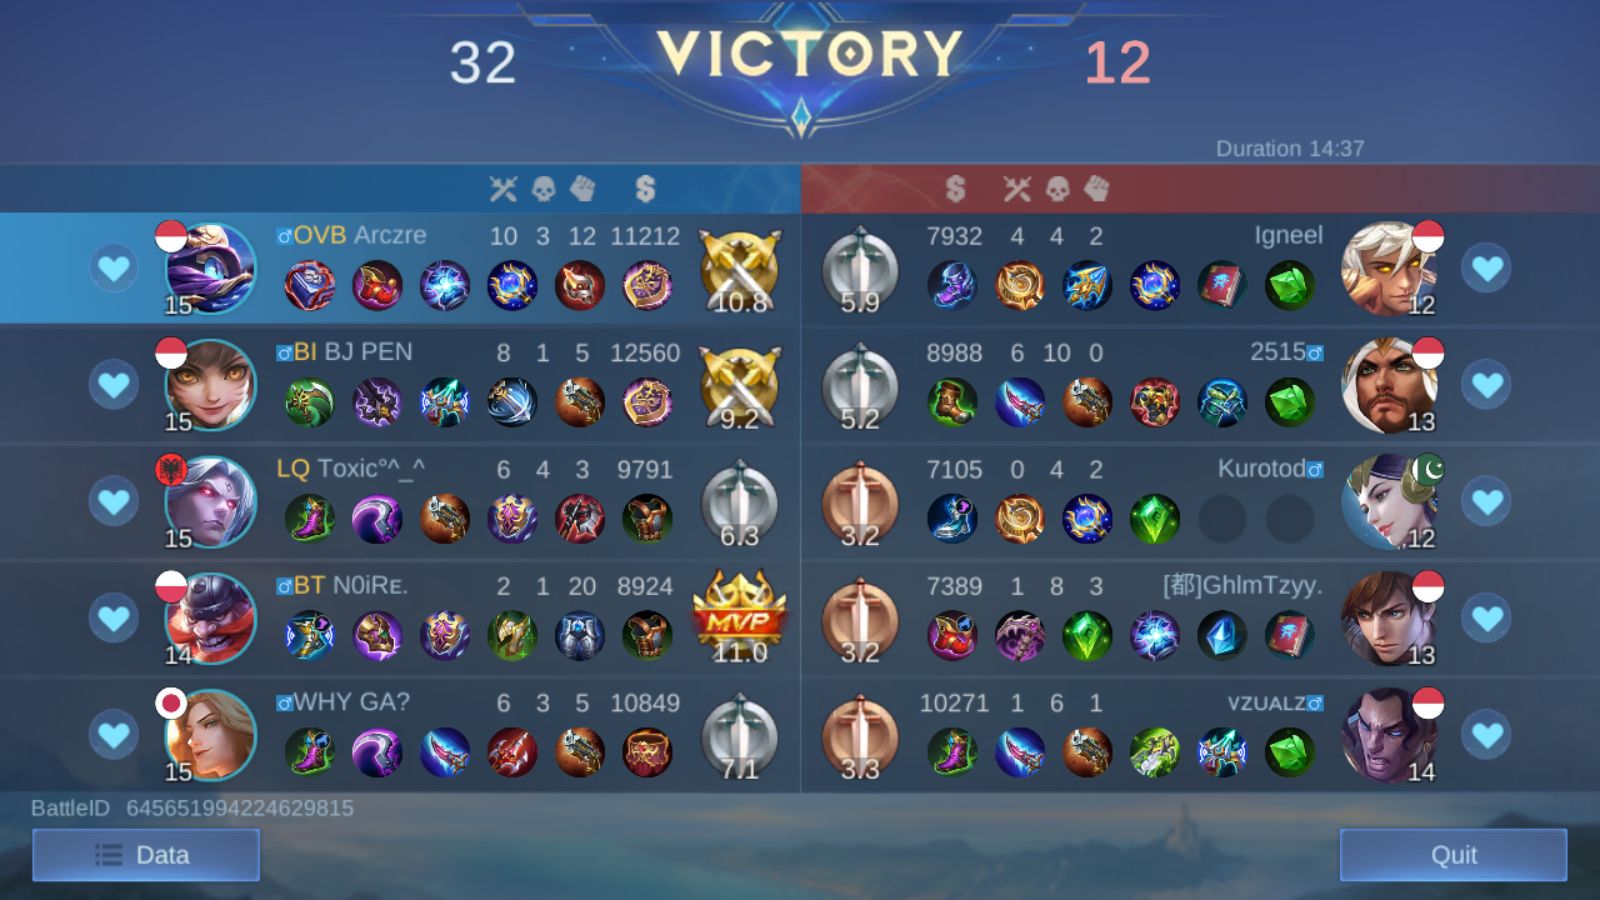 32 VICTORY 12
Duration 14:37
♂OVB Arczre 10 3 12 11212
15 10.8
♂BI BJ PEN 8 1 5 12560
15 9.2
LQ Toxic°^_^ 6 4 3 9791
15 6.3
♂BT N0iRᴇ. 2 1 20 8924
MVP
14 11.0
♂WHY GA? 6 3 5 10849
15 7.1
7932 4 4 2 Igneel
5.9 12
8988 6 10 0 2515♂
5.2 13
7105 0 4 2 Kurotod♂
3.2 12
7389 1 8 3 [都]GhlmTzyy.
3.2 13
10271 1 6 1 ᴠᴢᴜᴀʟᴢ♂
3.3 14
BattleID 645651994224629815
Data
Quit